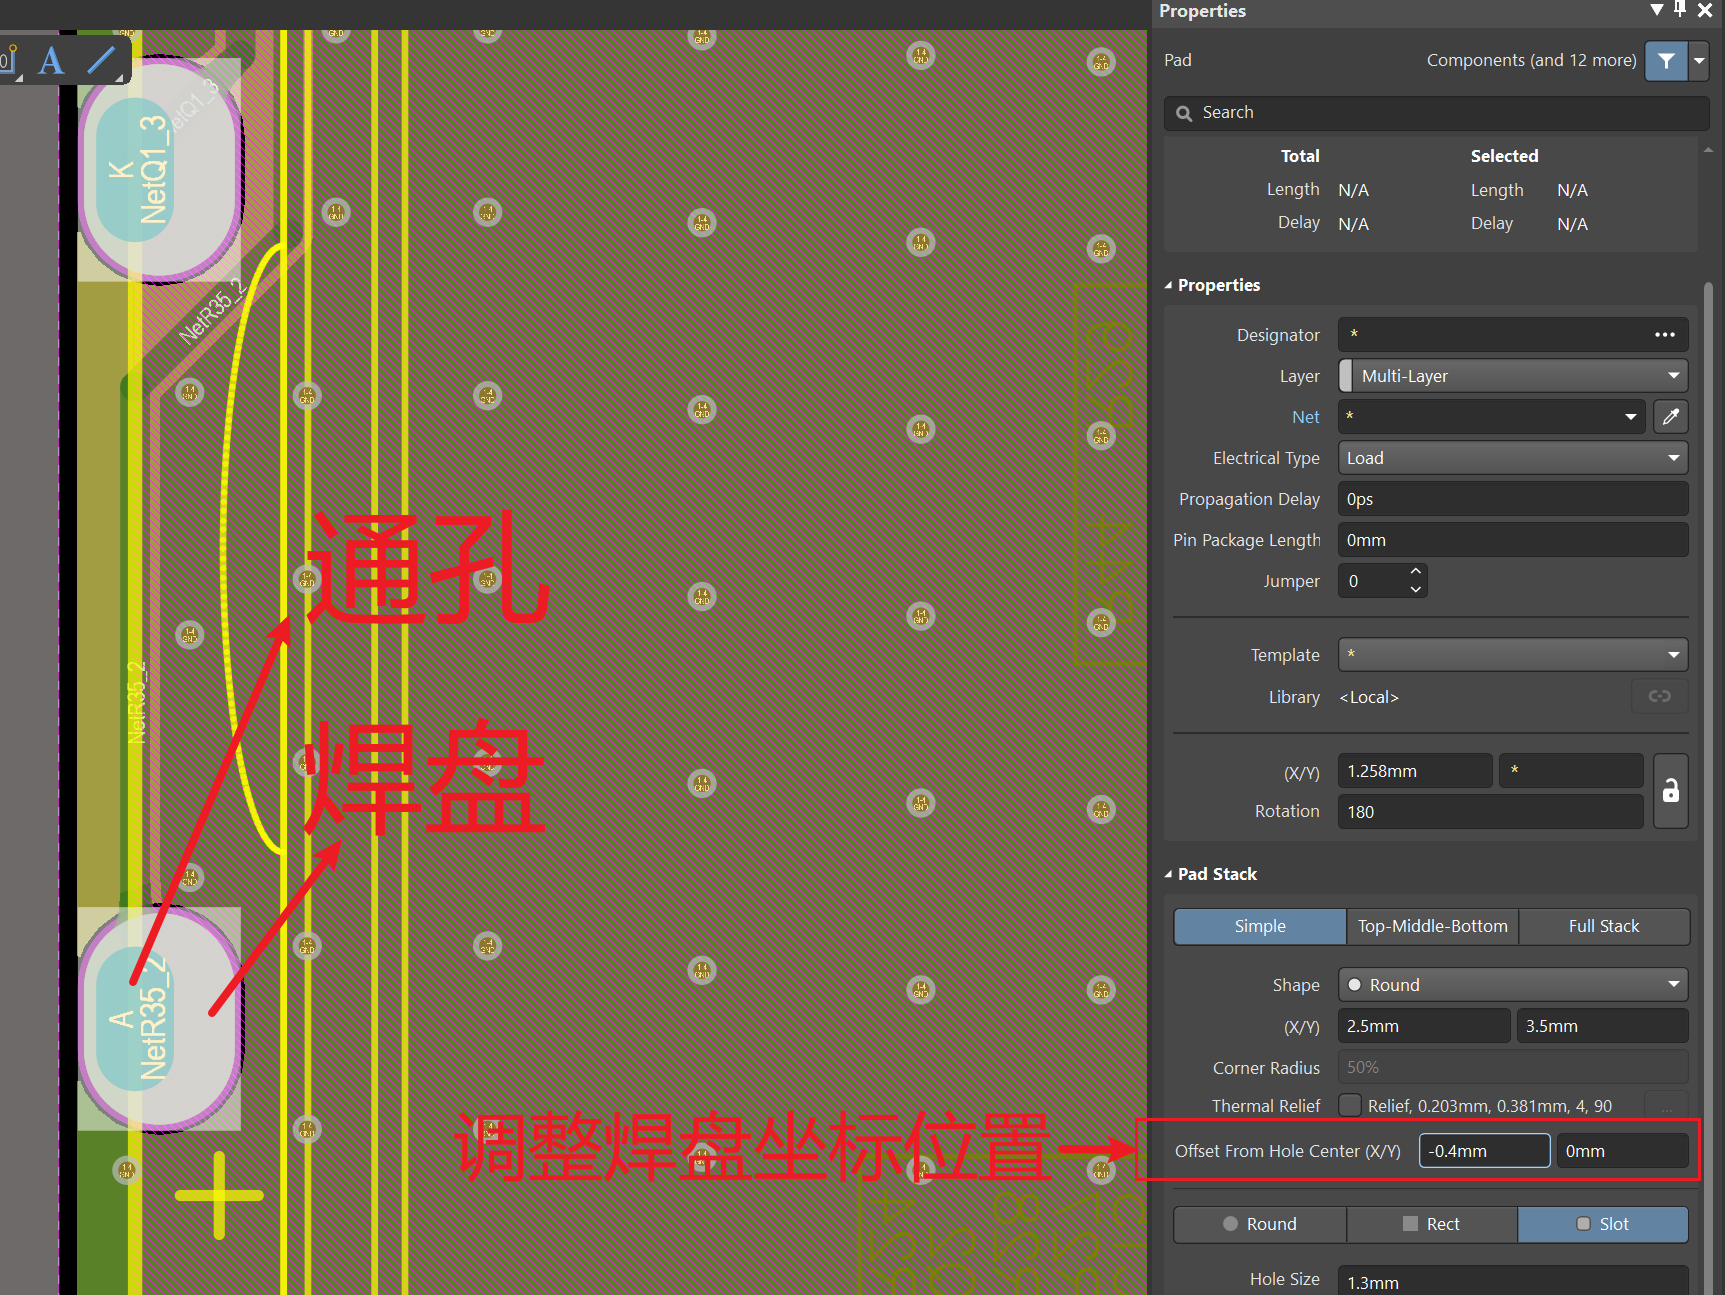 Properties
Pad
Components (and 12 more)
Search
Total
Selected
Length N/A
Length N/A
Delay N/A
Delay N/A
Properties
Designator *
Layer Multi-Layer
Net *
Electrical Type Load
Propagation Delay 0ps
Pin Package Length 0mm
Jumper 0
Template *
Library <Local>
(X/Y) 1.258mm *
Rotation 180
Pad Stack
Simple Top-Middle-Bottom Full Stack
Shape Round
(X/Y) 2.5mm 3.5mm
Corner Radius 50%
Thermal Relief Relief, 0.203mm, 0.381mm, 4, 90 ...
Offset From Hole Center (X/Y) -0.4mm 0mm
Round Rect Slot
Hole Size 1.3mm
A
K
NetQ1_3
NetR35_2
NetR35_2
通孔
焊盘
A
NetR35_2
调整焊盘坐标位置